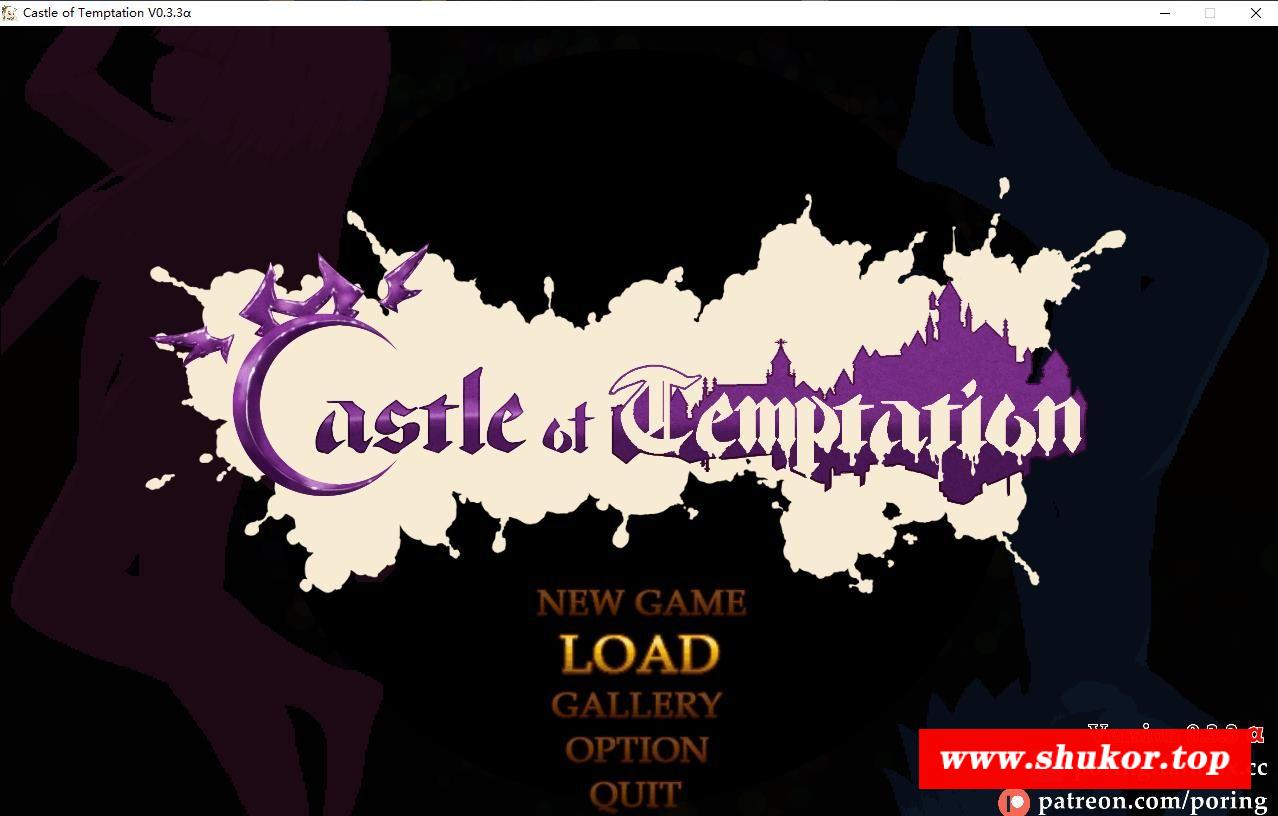 Castle of Temptation V0.3.3α
Castle of Temptation
NEW GAME
LOAD
GALLERY
OPTION
QUIT
www.shukor.top
patreon.com/poring